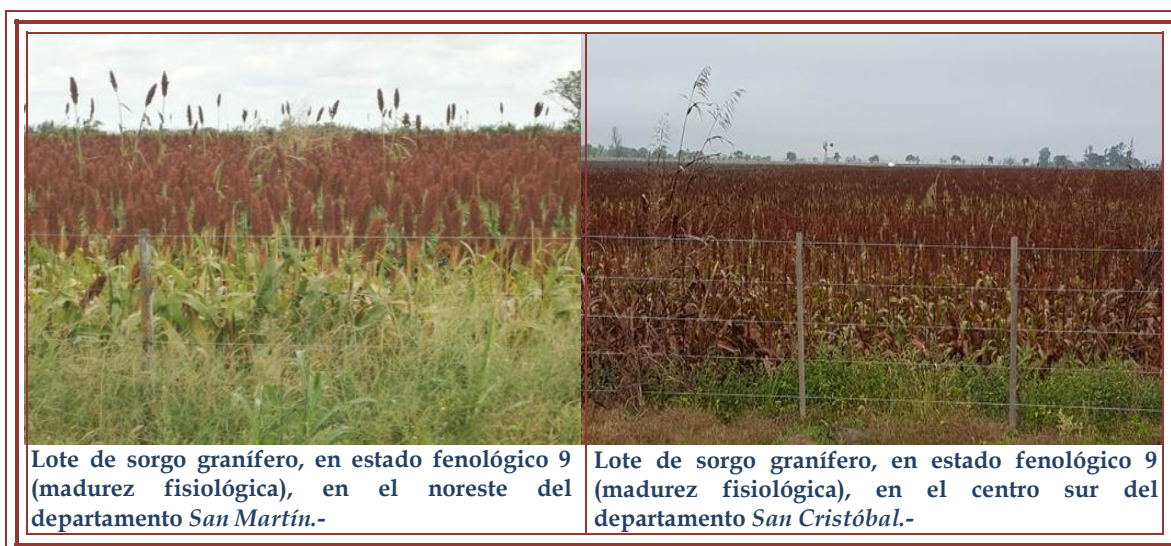 Lote de sorgo granífero, en estado fenológico 9
(madurez fisiológica), en el noreste del
departamento San Martín.-
Lote de sorgo granífero, en estado fenológico 9
(madurez fisiológica), en el centro sur del
departamento San Cristóbal.-